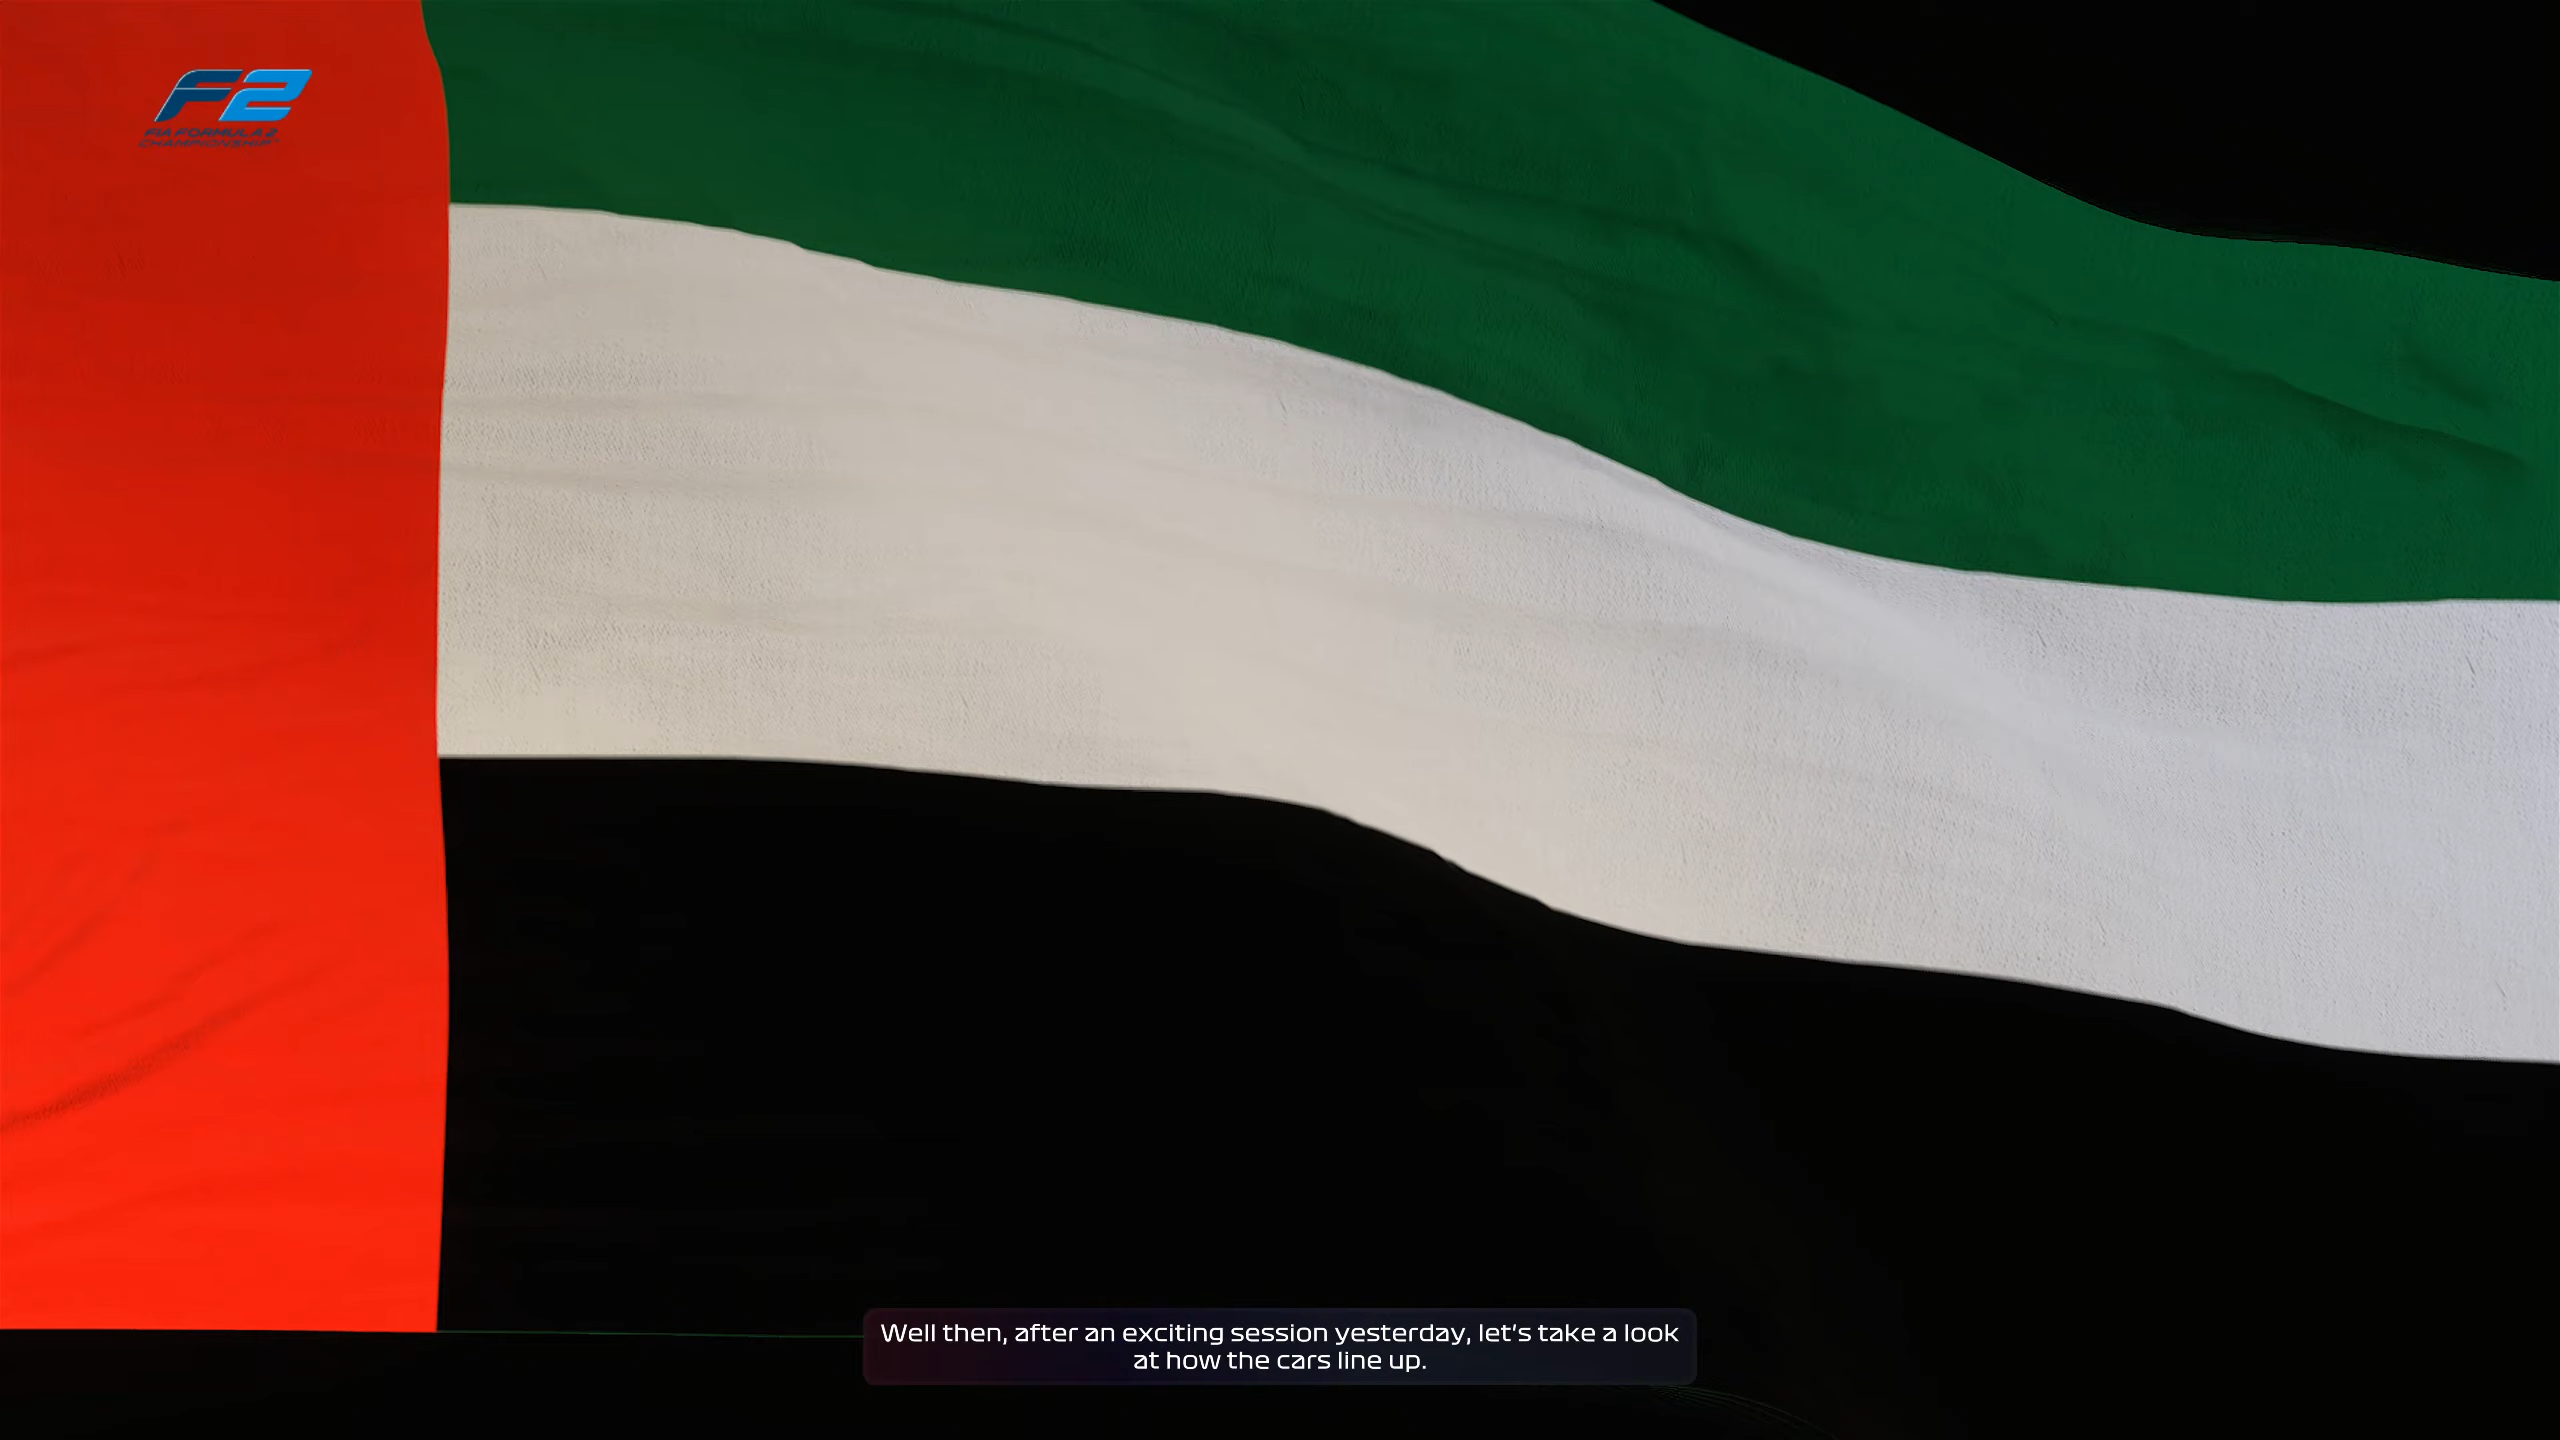 F2
FIA FORMULA 2
CHAMPIONSHIP™
Well then, after an exciting session yesterday, let's take a look
at how the cars line up.